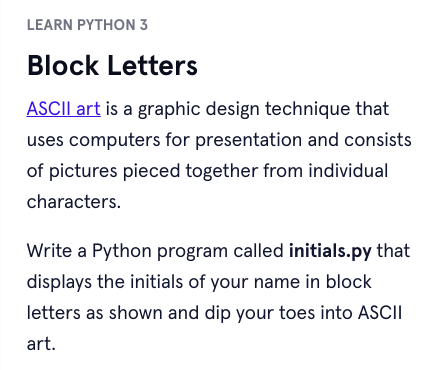 LEARN PYTHON 3
Block Letters
ASCII art is a graphic design technique that
uses computers for presentation and consists
of pictures pieced together from individual
characters.
Write a Python program called initials.py that
displays the initials of your name in block
letters as shown and dip your toes into ASCII
art.